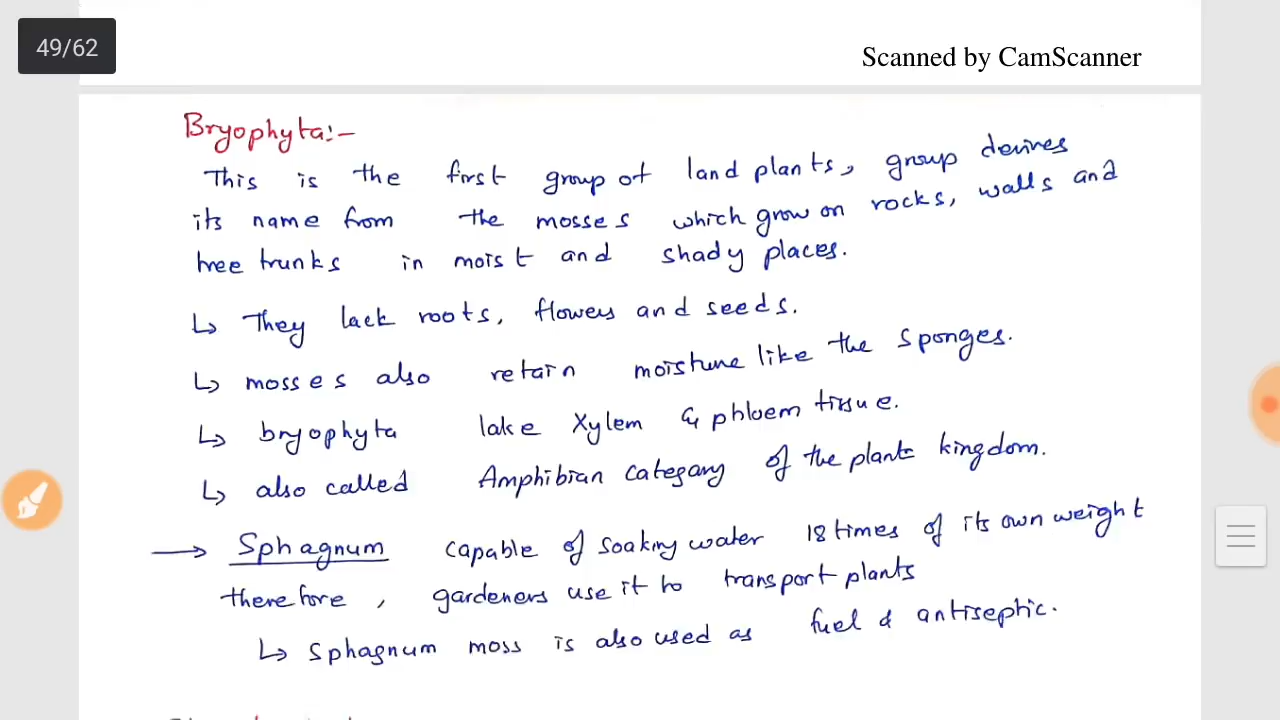 49/62
Scanned by CamScanner
Bryophyta:-
This is the first group of land plants, group derives
its name from the mosses which grow on rocks, walls and
tree trunks in moist and shady places.
↳ They lack roots, flowers and seeds.
↳ mosses also retain moisture like the sponges.
↳ bryophyta lake Xylem & phloem tissue.
↳ also called Amphibian category of the plant kingdom.
→ Sphagnum capable of soaking water 18 times of its own weight
therefore, gardeners use it to transport plants
↳ Sphagnum moss is also used as fuel & antiseptic.